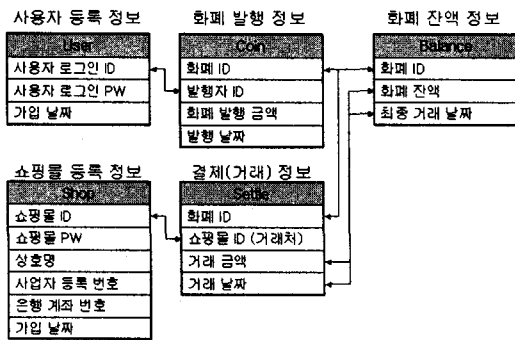 사용자 등록 정보
User
사용자 로그인 ID
사용자 로그인 PW
가입 날짜
화폐 발행 정보
Coin
화폐 ID
발행자 ID
화폐 발행 금액
발행 날짜
화폐 잔액 정보
Balance
화폐 ID
화폐 잔액
최종 거래 날짜
쇼핑몰 등록 정보
Shop
쇼핑몰 ID
쇼핑몰 PW
상호명
사업자 등록 번호
은행 계좌 번호
가입 날짜
결제(거래) 정보
Settle
화폐 ID
쇼핑몰 ID (거래처)
거래 금액
거래 날짜